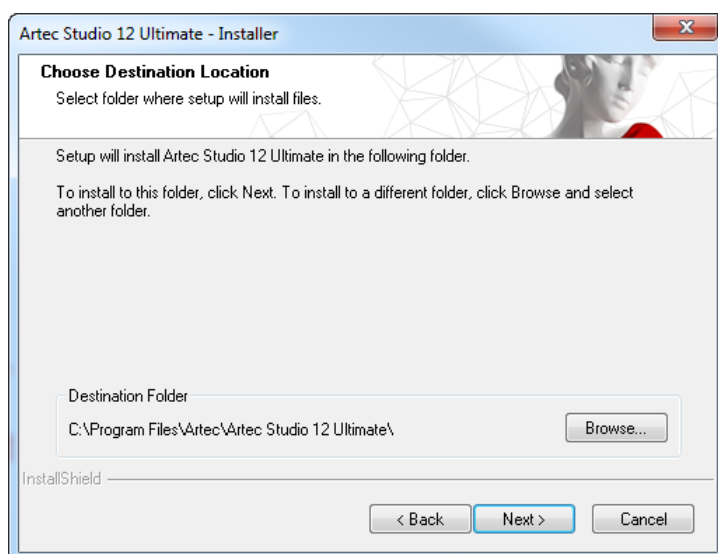 Artec Studio 12 Ultimate - Installer
Choose Destination Location
Select folder where setup will install files.
Setup will install Artec Studio 12 Ultimate in the following folder.
To install to this folder, click Next. To install to a different folder, click Browse and select
another folder.
Destination Folder
C:\Program Files\Artec\Artec Studio 12 Ultimate\
Browse...
InstallShield
< Back
Next >
Cancel